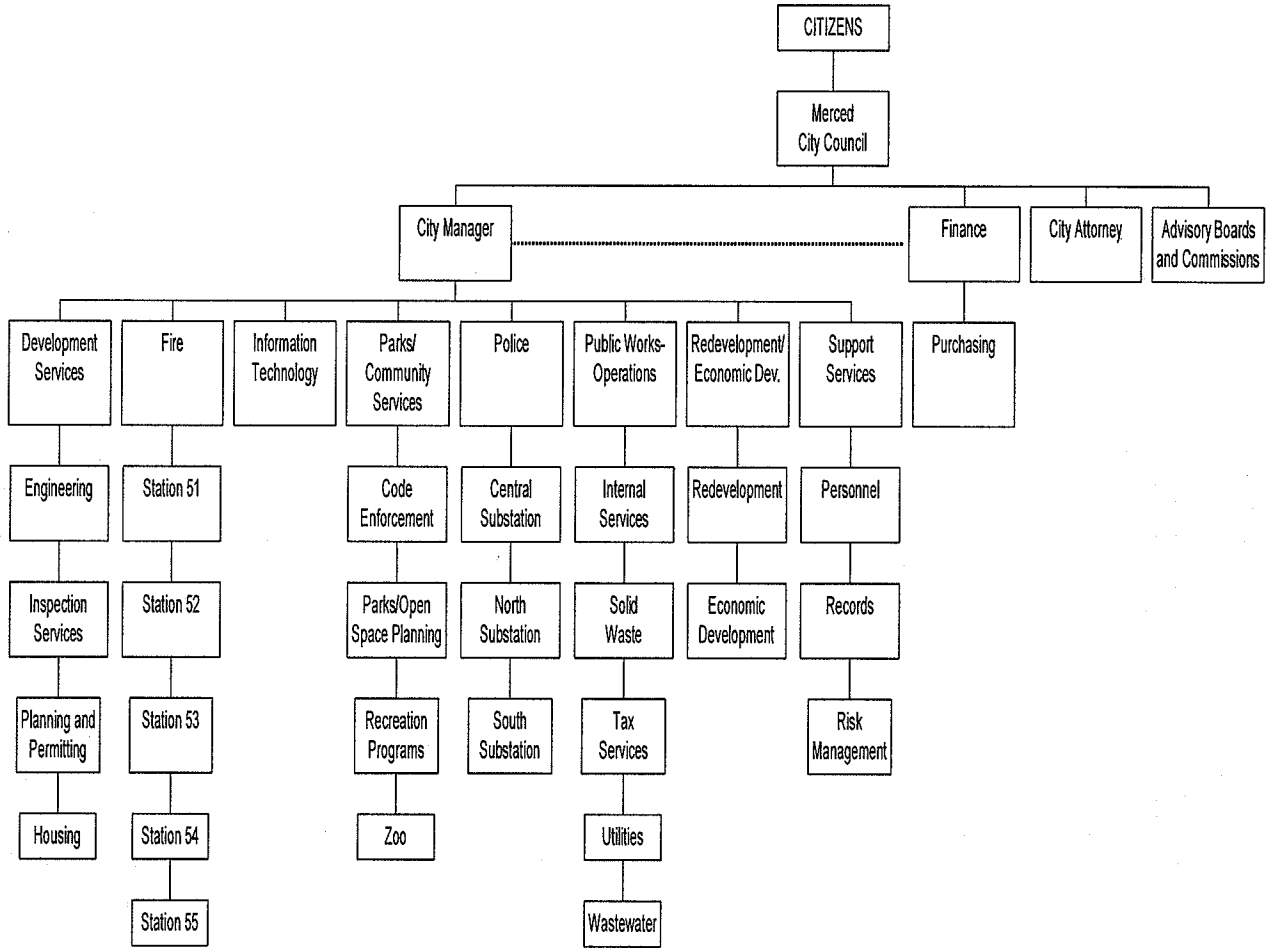 CITIZENS
Merced
City Council
City Manager
Finance
City Attorney
Advisory Boards
and Commissions
Development
Services
Fire
Information
Technology
Parks/
Community
Services
Police
Public Works-
Operations
Redevelopment/
Economic Dev.
Support
Services
Purchasing
Engineering
Station 51
Code
Enforcement
Central
Substation
Internal
Services
Redevelopment
Personnel
Inspection
Services
Station 52
Parks/Open
Space Planning
North
Substation
Solid
Waste
Economic
Development
Records
Planning and
Permitting
Station 53
Recreation
Programs
South
Substation
Tax
Services
Risk
Management
Housing
Station 54
Zoo
Utilities
Station 55
Wastewater